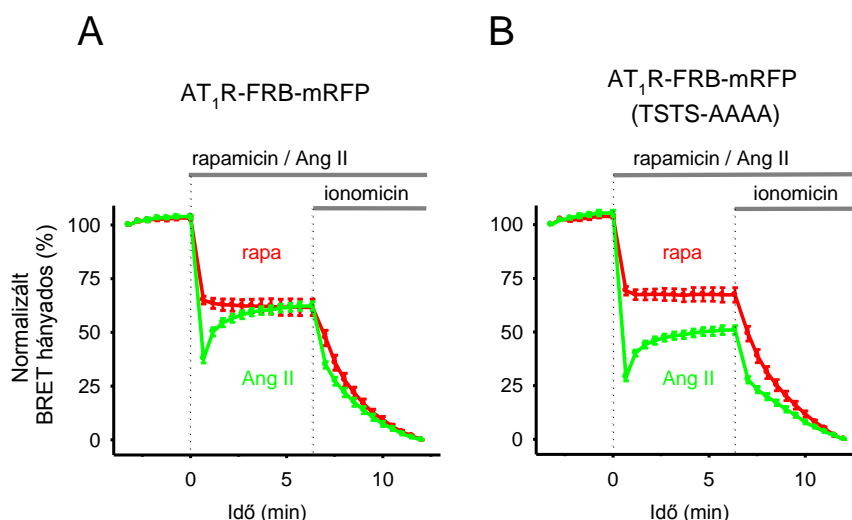 A
AT1R-FRB-mRFP
rapamicin / Ang II
ionomicin
Normalizált
BRET hányados (%)
100
75
50
25
0
rapa
Ang II
0 5 10
Idő (min)
B
AT1R-FRB-mRFP
(TSTS-AAAA)
rapamicin / Ang II
ionomicin
100
75
50
25
0
rapa
Ang II
0 5 10
Idő (min)